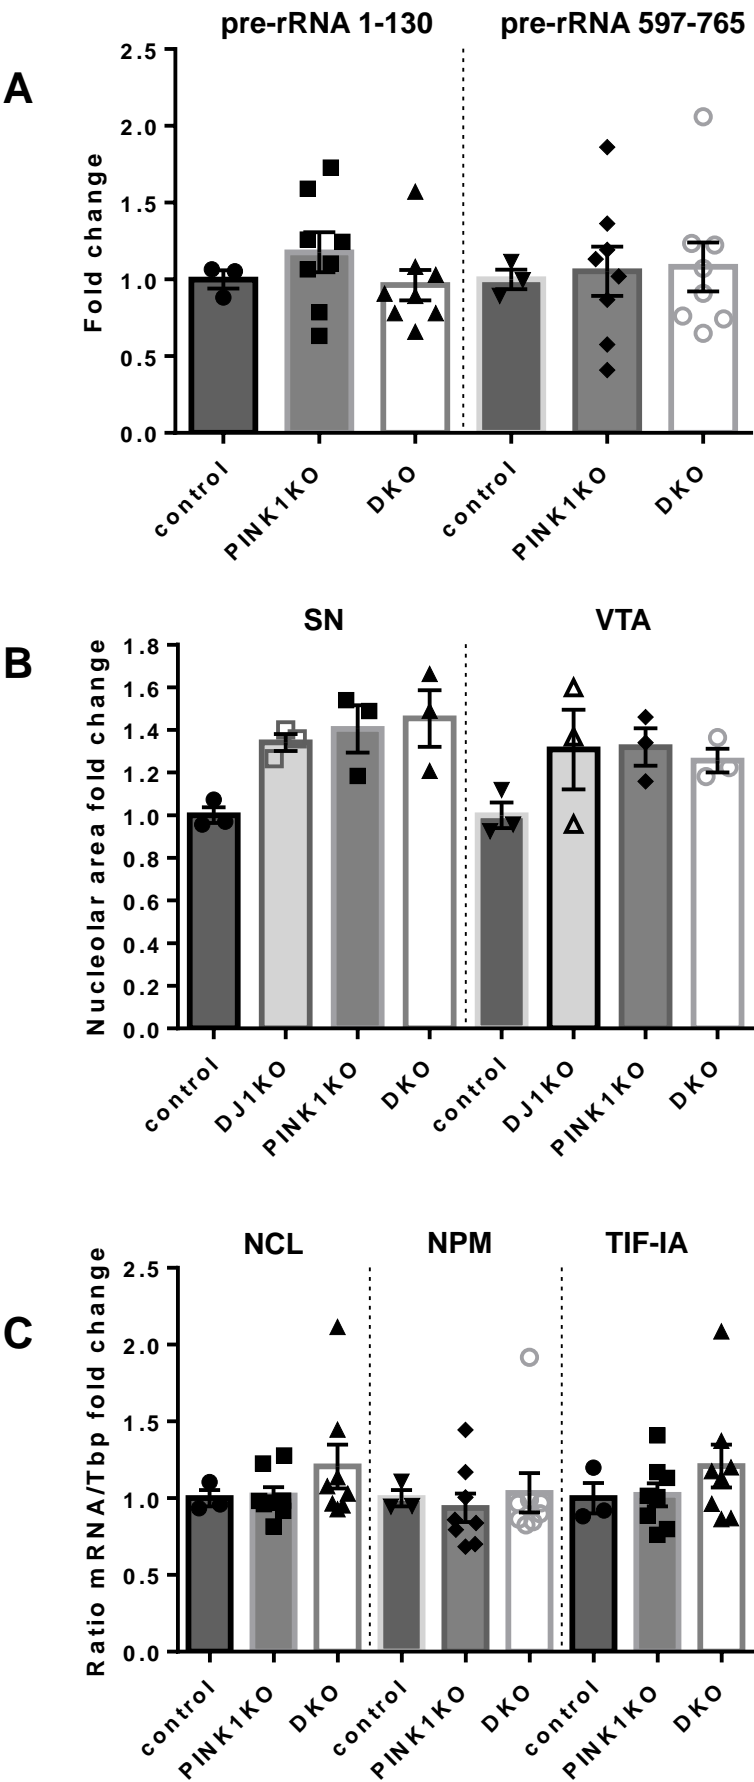 pre-rRNA 1-130 pre-rRNA 597-765
A
Fold change
2.5
2.0
1.5
1.0
0.5
0.0
control PINK1KO DKO control PINK1KO DKO
SN VTA
B
Nucleolar area fold change
1.8
1.6
1.4
1.2
1.0
0.8
0.6
0.4
0.2
0.0
control DJ1KO PINK1KO DKO control DJ1KO PINK1KO DKO
NCL NPM TIF-IA
C
Ratio mRNA/Tbp fold change
2.5
2.0
1.5
1.0
0.5
0.0
control PINK1KO DKO control PINK1KO DKO control PINK1KO DKO